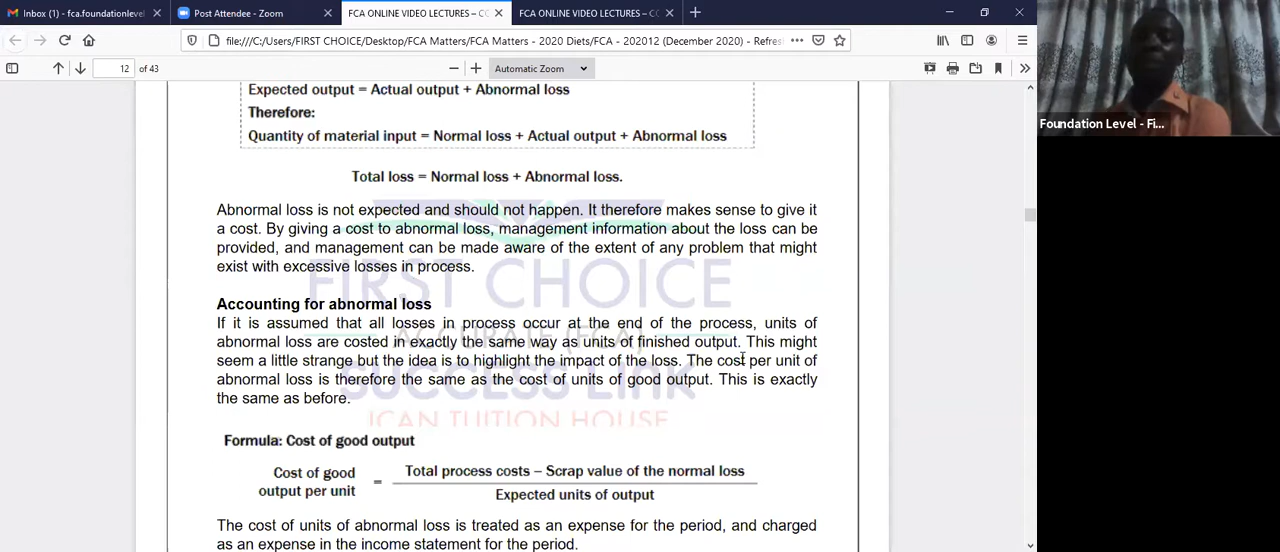 Inbox (1) - fca.foundationlevel
Post Attendee - Zoom
FCA ONLINE VIDEO LECTURES – CC
FCA ONLINE VIDEO LECTURES – CC
file:///C:/Users/FIRST CHOICE/Desktop/FCA Matters/FCA Matters - 2020 Diets/FCA - 202012 (December 2020) - Refres
12 of 43
Automatic Zoom
Foundation Level - Fi...
Expected output = Actual output + Abnormal loss
Therefore:
Quantity of material input = Normal loss + Actual output + Abnormal loss
Total loss = Normal loss + Abnormal loss.
Abnormal loss is not expected and should not happen. It therefore makes sense to give it
a cost. By giving a cost to abnormal loss, management information about the loss can be
provided, and management can be made aware of the extent of any problem that might
exist with excessive losses in process.
FIRST CHOICE
Accounting for abnormal loss
If it is assumed that all losses in process occur at the end of the process, units of
ACCURATE (FCA)
abnormal loss are costed in exactly the same way as units of finished output. This might
seem a little strange but the idea is to highlight the impact of the loss. The cost per unit of
abnormal loss is therefore the same as the cost of units of good output. This is exactly
SUCCESS LINK
the same as before.
ICAN TUITION HOUSE
Formula: Cost of good output
Cost of good
output per unit
=
Total process costs – Scrap value of the normal loss
Expected units of output
The cost of units of abnormal loss is treated as an expense for the period, and charged
as an expense in the income statement for the period.